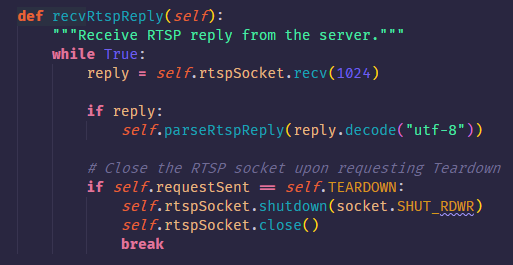 def recvRtspReply(self):
    """Receive RTSP reply from the server."""
    while True:
        reply = self.rtspSocket.recv(1024)

        if reply:
            self.parseRtspReply(reply.decode("utf-8"))

        # Close the RTSP socket upon requesting Teardown
        if self.requestSent == self.TEARDOWN:
            self.rtspSocket.shutdown(socket.SHUT_RDWR)
            self.rtspSocket.close()
            break